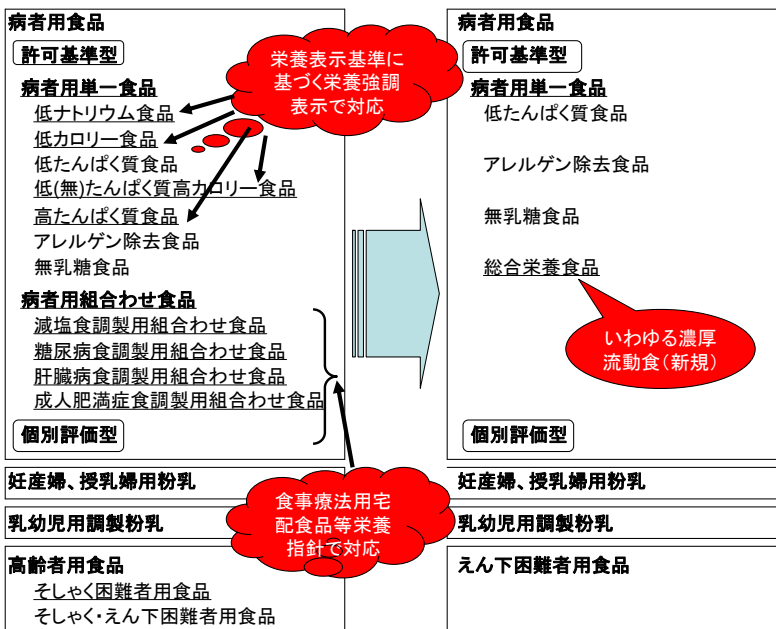 病者用食品
許可基準型
病者用単一食品
低ナトリウム食品
低カロリー食品
低たんぱく質食品
低(無)たんぱく質高カロリー食品
高たんぱく質食品
アレルゲン除去食品
無乳糖食品
病者用組合わせ食品
減塩食調製用組合わせ食品
糖尿病食調製用組合わせ食品
肝臓病食調製用組合わせ食品
成人肥満症食調製用組合わせ食品
個別評価型
妊産婦、授乳婦用粉乳
乳幼児用調製粉乳
高齢者用食品
そしゃく困難者用食品
そしゃく・えん下困難者用食品
栄養表示基準に
基づく栄養強調
表示で対応
食事療法用宅
配食品等栄養
指針で対応
病者用食品
許可基準型
病者用単一食品
低たんぱく質食品
アレルゲン除去食品
無乳糖食品
総合栄養食品
いわゆる濃厚
流動食(新規)
個別評価型
妊産婦、授乳婦用粉乳
乳幼児用調製粉乳
えん下困難者用食品